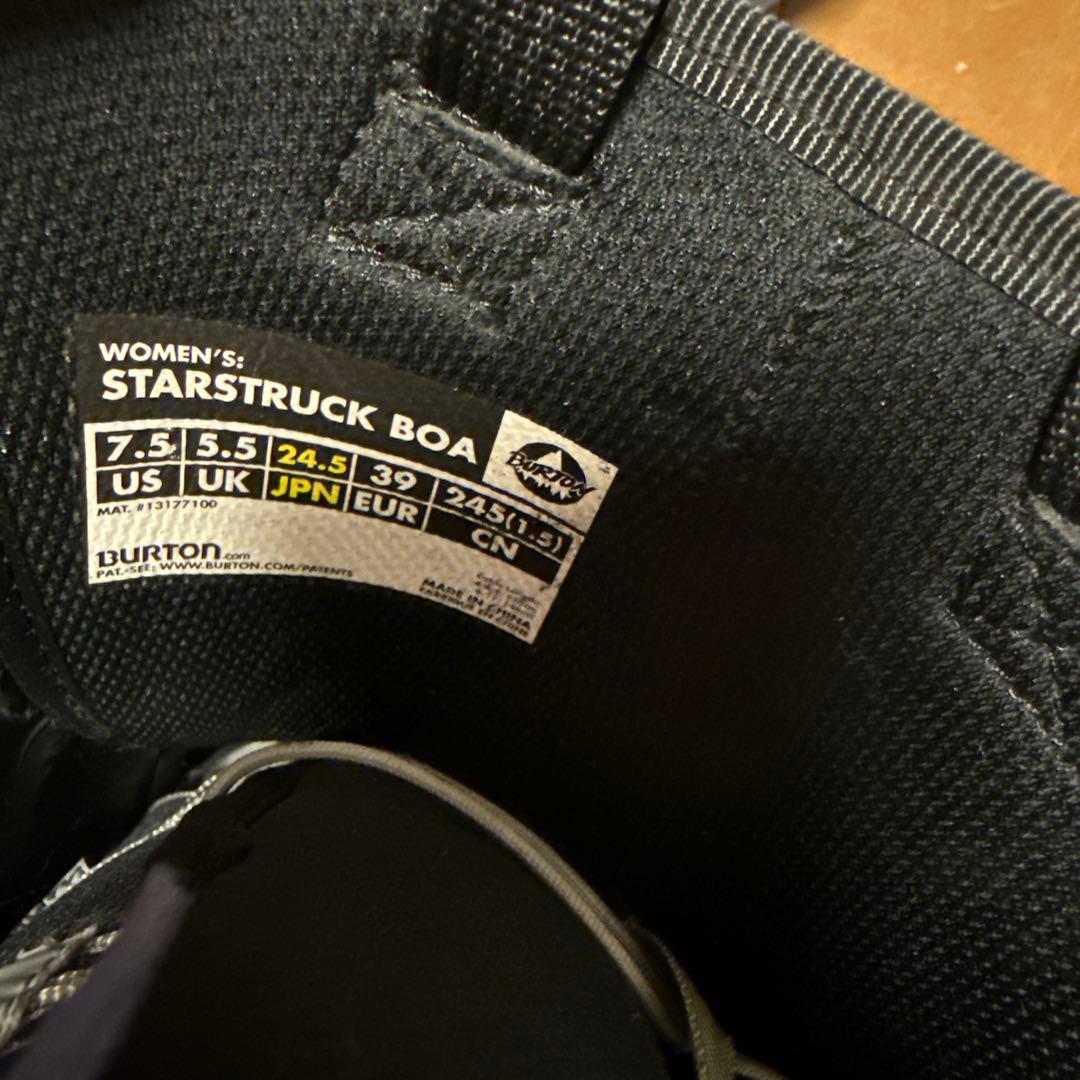 WOMEN'S:
STARSTRUCK BOA
BURTON
7.5 5.5 24.5 39 245(1.5)
US UK JPN EUR CN
MAT. #13177100
BURTON.com
PAT.-SEE: WWW.BURTON.COM/PATENTS
MADE IN CHINA